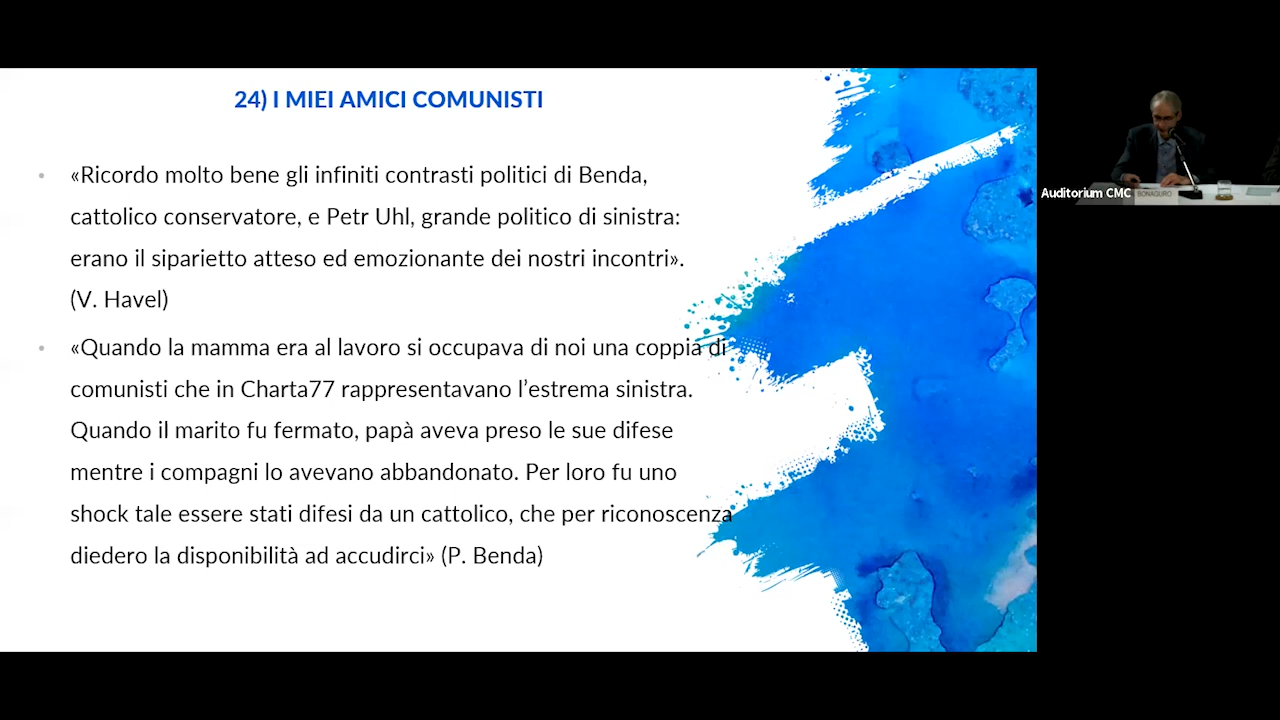 24) I MIEI AMICI COMUNISTI
• «Ricordo molto bene gli infiniti contrasti politici di Benda,
cattolico conservatore, e Petr Uhl, grande politico di sinistra:
erano il siparietto atteso ed emozionante dei nostri incontri».
(V. Havel)
• «Quando la mamma era al lavoro si occupava di noi una coppia di
comunisti che in Charta77 rappresentavano l’estrema sinistra.
Quando il marito fu fermato, papà aveva preso le sue difese
mentre i compagni lo avevano abbandonato. Per loro fu uno
shock tale essere stati difesi da un cattolico, che per riconoscenza
diedero la disponibilità ad accudirci» (P. Benda)
Auditorium CMC
BONAGURO